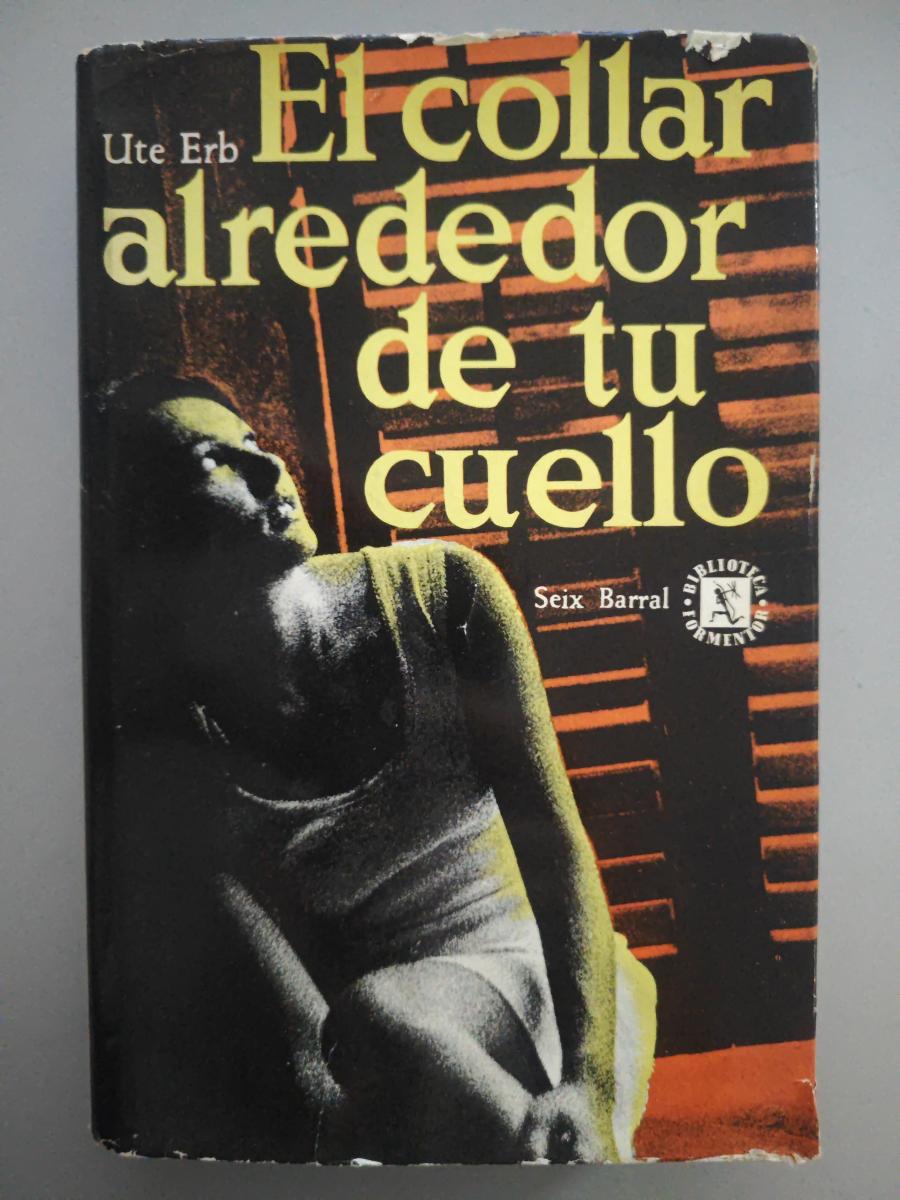 Ute Erb
El collar
alrededor
de tu
cuello
Seix Barral
BIBLIOTECA
FORMENTOR